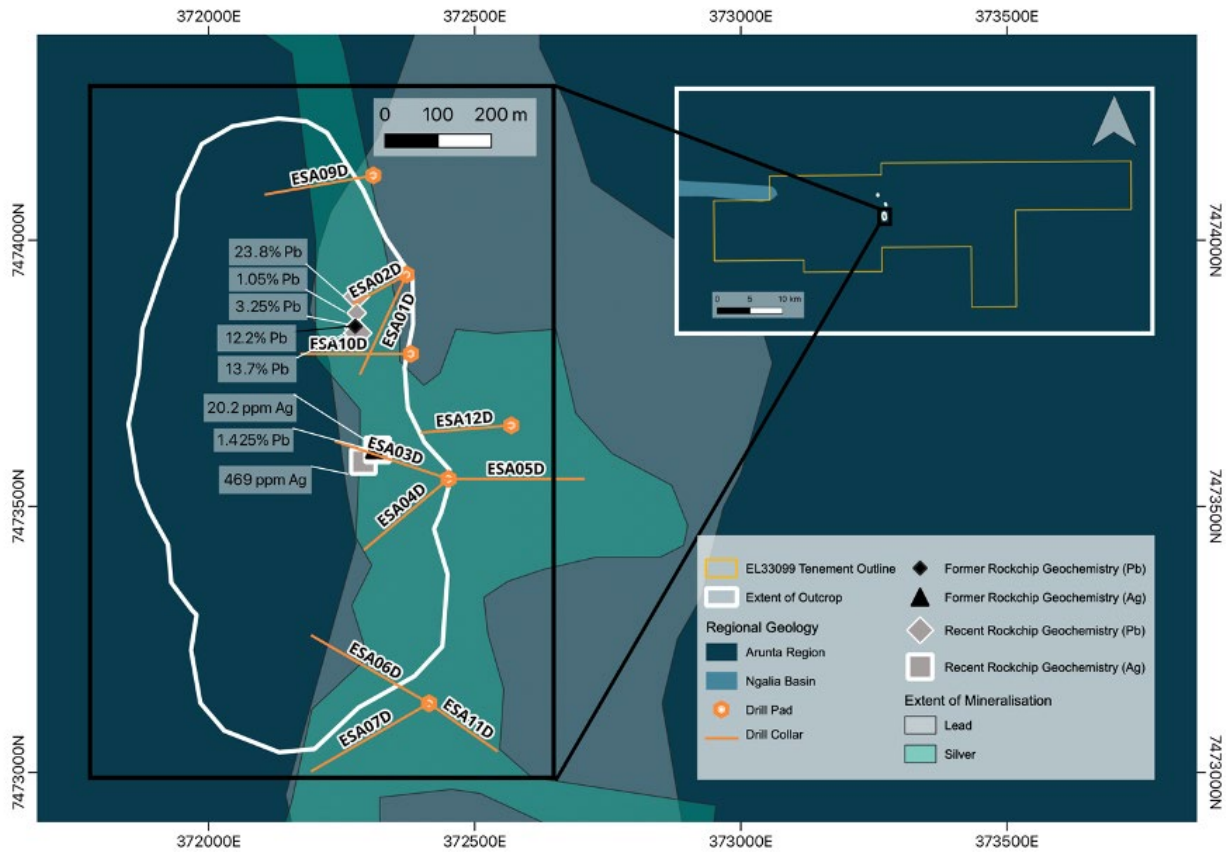 372000E
372500E
373000E
373500E
0 100 200 m
ESA09D
7474000N
7474000N
23.8% Pb
1.05% Pb
3.25% Pb
12.2% Pb
13.7% Pb
ESA02D
ESA01D
ESA10D
0 5 10 km
20.2 ppm Ag
1.425% Pb
469 ppm Ag
ESA12D
ESA03D
ESA05D
ESA04D
7473500N
7473500N
ESA06D
ESA07D
ESA11D
7473000N
7473000N
EL33099 Tenement Outline
Extent of Outcrop
Regional Geology
Arunta Region
Ngalia Basin
Drill Pad
Drill Collar
Former Rockchip Geochemistry (Pb)
Former Rockchip Geochemistry (Ag)
Recent Rockchip Geochemistry (Pb)
Recent Rockchip Geochemistry (Ag)
Extent of Mineralisation
Lead
Silver
372000E
372500E
373000E
373500E